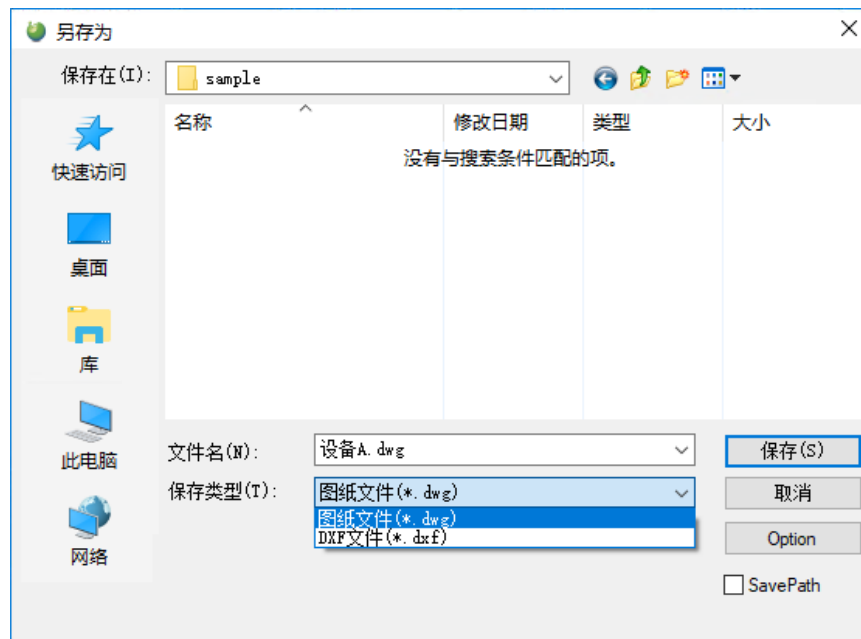 另存为
保存在(I):
sample
名称
修改日期
类型
大小
没有与搜索条件匹配的项。
快速访问
桌面
库
此电脑
网络
文件名(N):
设备A.dwg
保存(S)
保存类型(T):
图纸文件(*.dwg)
取消
图纸文件(*.dwg)
DXF文件(*.dxf)
Option
SavePath